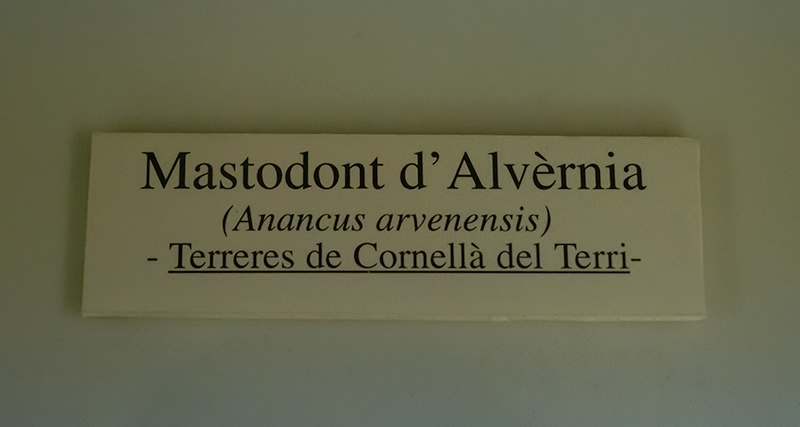 Mastodont d'Alvèrnia
(Anancus arvenensis)
- Terreres de Cornellà del Terri-